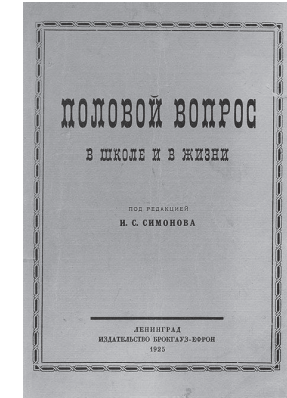 ПОЛОВОЙ ВОПРОС
В ШКОЛЕ И В ЖИЗНИ
ПОД РЕДАКЦИЕЙ
И. С. СИМОНОВА
ЛЕНИНГРАД
ИЗДАТЕЛЬСТВО БРОКГАУЗ-ЕФРОН
1925